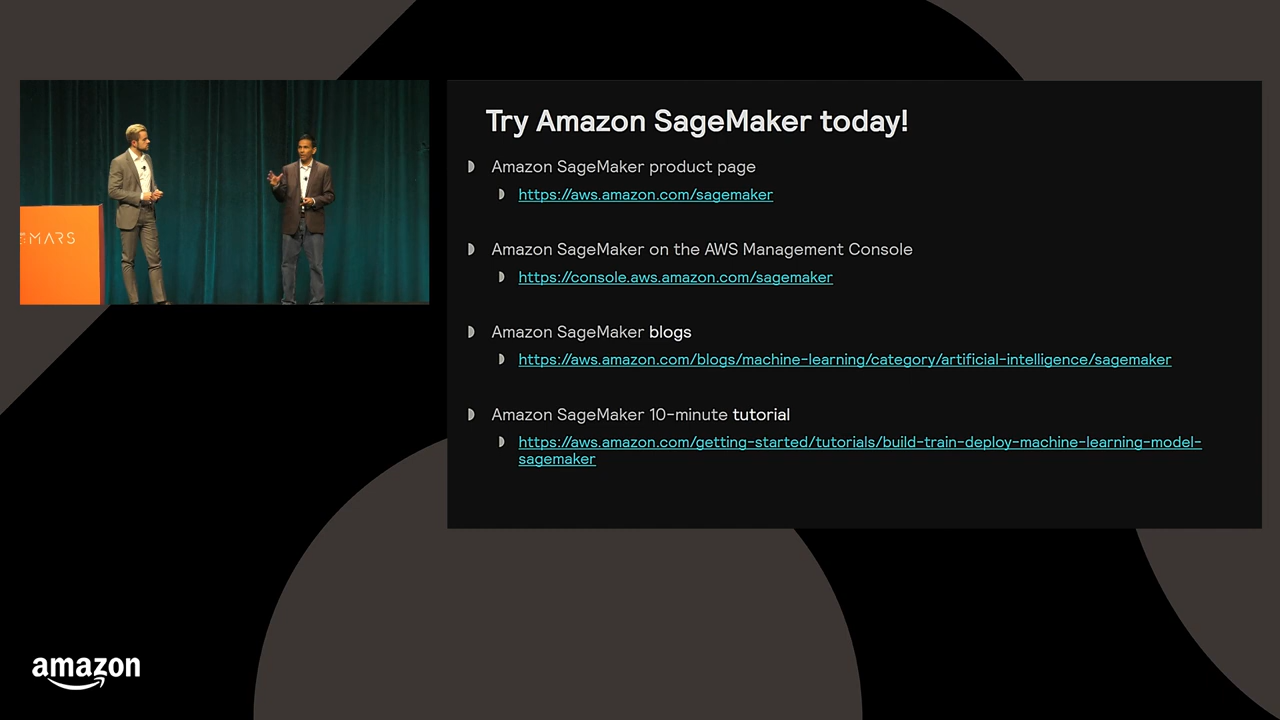 Try Amazon SageMaker today!
Amazon SageMaker product page
https://aws.amazon.com/sagemaker
Amazon SageMaker on the AWS Management Console
https://console.aws.amazon.com/sagemaker
Amazon SageMaker blogs
https://aws.amazon.com/blogs/machine-learning/category/artificial-intelligence/sagemaker
Amazon SageMaker 10-minute tutorial
https://aws.amazon.com/getting-started/tutorials/build-train-deploy-machine-learning-model-
sagemaker
MARS
amazon